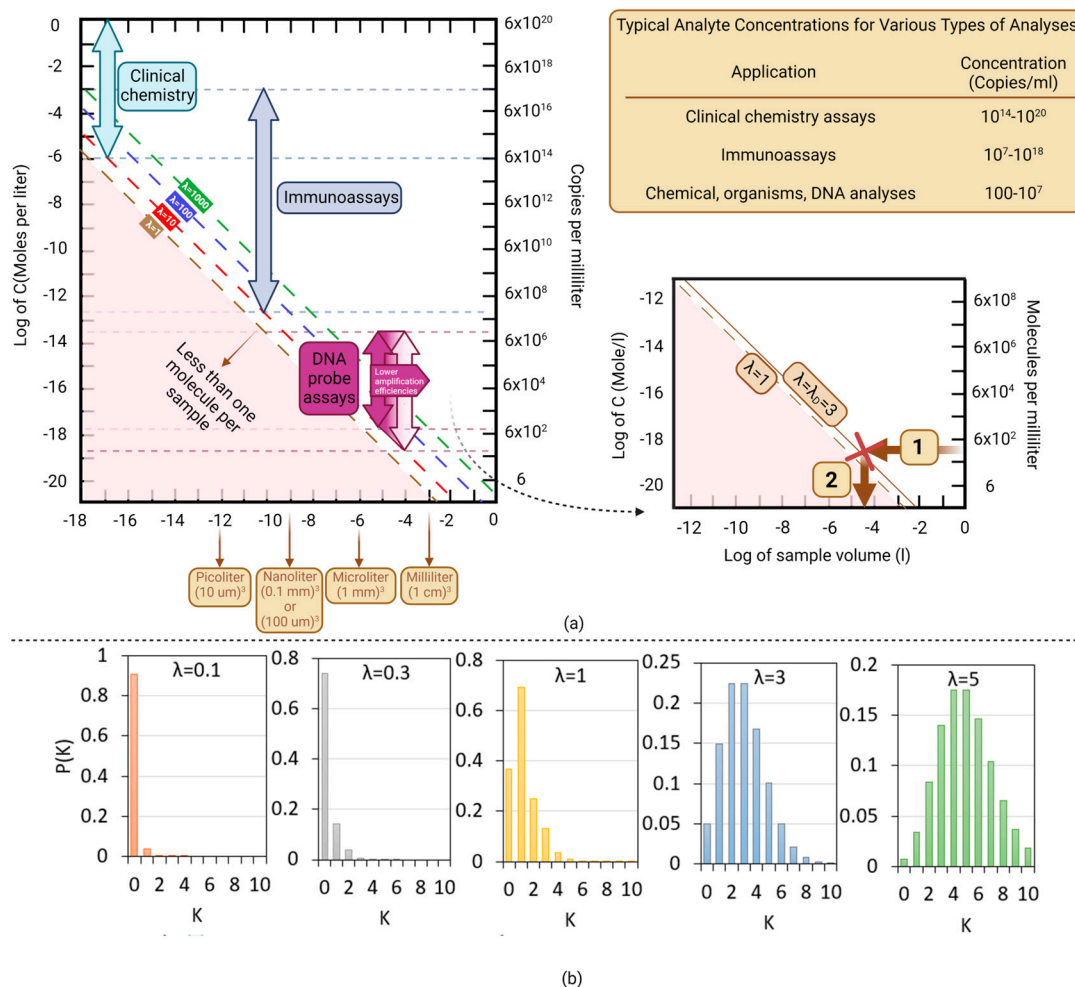 0
-2
-4
-6
-8
-10
-12
-14
-16
-18
-20
Log of C(Moles per liter)
Clinical
chemistry
Immunoassays
λ=1000
λ=100
λ=10
λ=1
Less than one
molecule per
sample
DNA
probe
assays
Lower
amplification
efficiencies
6x10²⁰
6x10¹⁸
6x10¹⁶
6x10¹⁴
6x10¹²
6x10¹⁰
6x10⁸
6x10⁶
6x10⁴
6x10²
6
Copies per milliliter
-18 -16 -14 -12 -10 -8 -6 -4 -2 0
Picoliter
(10 um)³
Nanoliter
(0.1 mm)³
or
(100 um)³
Microliter
(1 mm)³
Milliliter
(1 cm)³
Typical Analyte Concentrations for Various Types of Analyses
Application Concentration
(Copies/ml)
Clinical chemistry assays 10¹⁴-10²⁰
Immunoassays 10⁷-10¹⁸
Chemical, organisms, DNA analyses 100-10⁷
-12
-14
-16
-18
-20
Log of C (Mole/l)
λ=1
λ=λD=3
1
2
6x10⁸
6x10⁶
6x10⁴
6x10²
6
Molecules per milliliter
-12 -10 -8 -6 -4 -2 0
Log of sample volume (l)
(a)
λ=0.1
1
0.8
0.6
0.4
0.2
0
P(K)
0 2 4 6 8 10
K
λ=0.3
0.8
0.6
0.4
0.2
0
0 2 4 6 8 10
K
λ=1
0.8
0.6
0.4
0.2
0
0 2 4 6 8 10
K
λ=3
0.25
0.2
0.15
0.1
0.05
0
0 2 4 6 8 10
K
λ=5
0.2
0.15
0.1
0.05
0
0 2 4 6 8 10
K
(b)